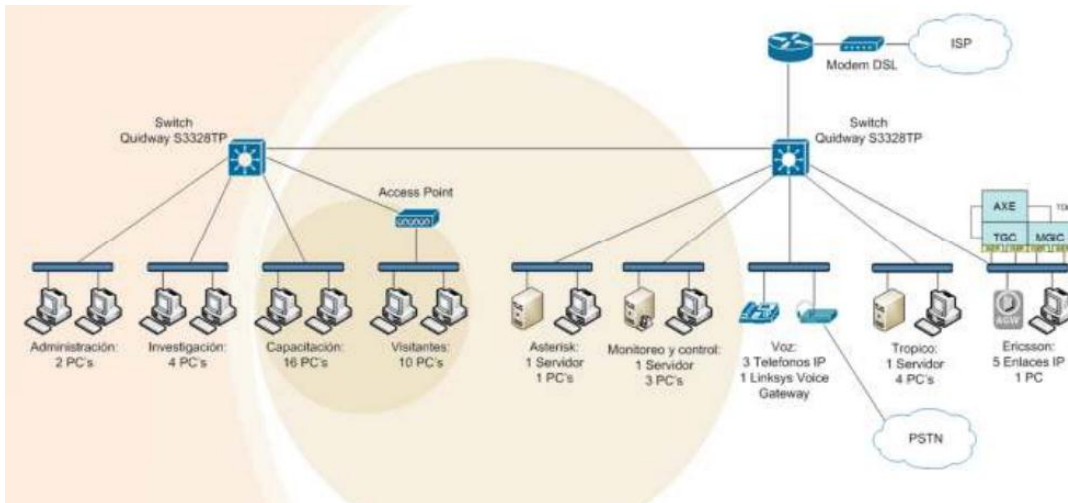 ISP
Modem DSL
Switch
Quidway S3328TP
Switch
Quidway S3328TP
Access Point
AXE
TGC
MGIC
AGW
Administración:
2 PC's
Investigación:
4 PC's
Capacitación:
16 PC's
Visitantes:
10 PC's
Asterisk:
1 Servidor
1 PC's
Monitoreo y control:
1 Servidor
3 PC's
Voz:
3 Telefonos IP
1 Linksys Voice
Gateway
Tropico:
1 Servidor
4 PC's
Ericsson:
5 Enlaces IP
1 PC
PSTN